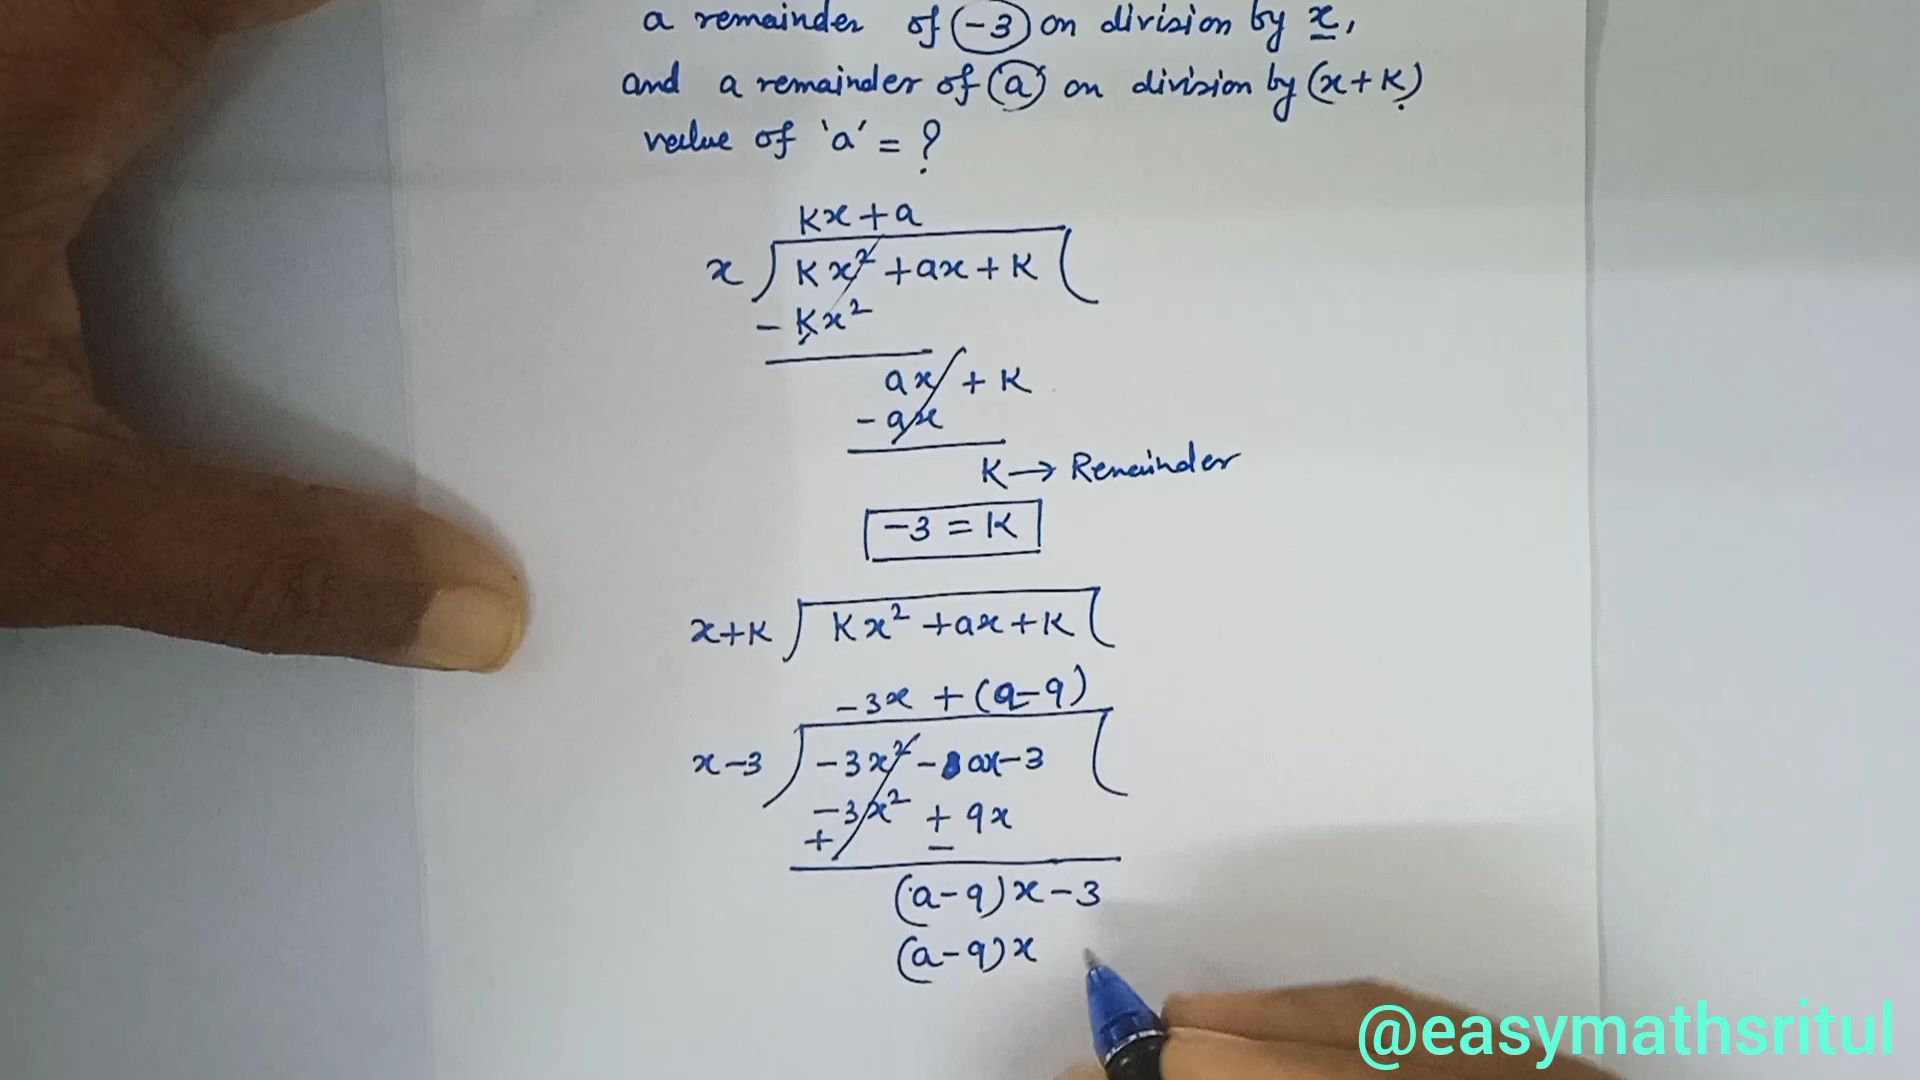 a remainder of -3 on division by x,
and a remainder of 'a' on division by (x+K)
value of 'a' = ?
Kx + a
x ) Kx² + ax + K (
- Kx²
ax + K
- ax
K → Remainder
-3 = K
x+K ) Kx² + ax + K (
-3x + (a-9)
x-3 ) -3x² - ax - 3 (
-3x² + 9x
+ -
(a-9)x - 3
(a-9)x
@easymathsritul